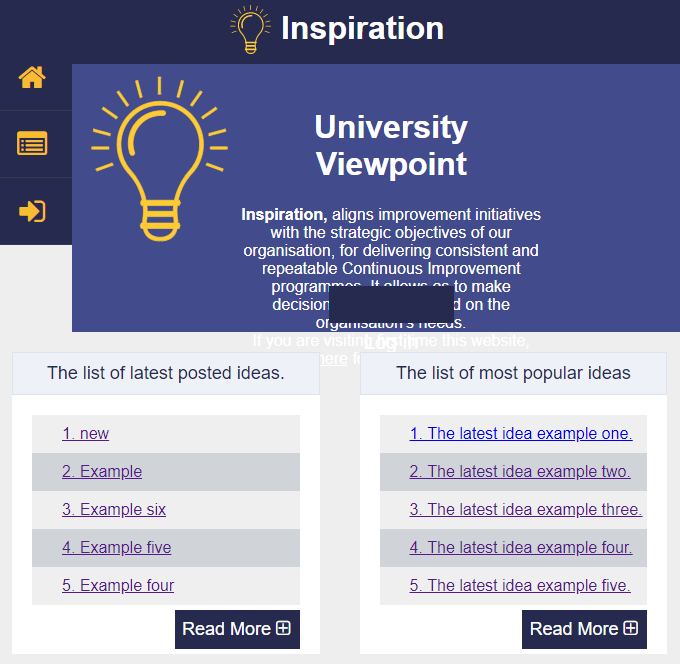 Inspiration
University
Viewpoint
Inspiration, aligns improvement initiatives
with the strategic objectives of our
organisation, for delivering consistent and
repeatable Continuous Improvement
programmes. It allows us to make
decision d on the
organisation's needs.
If you are visiting first time this website,
here
Log in
The list of latest posted ideas.
1. new
2. Example
3. Example six
4. Example five
5. Example four
Read More
The list of most popular ideas
1. The latest idea example one.
2. The latest idea example two.
3. The latest idea example three.
4. The latest idea example four.
5. The latest idea example five.
Read More